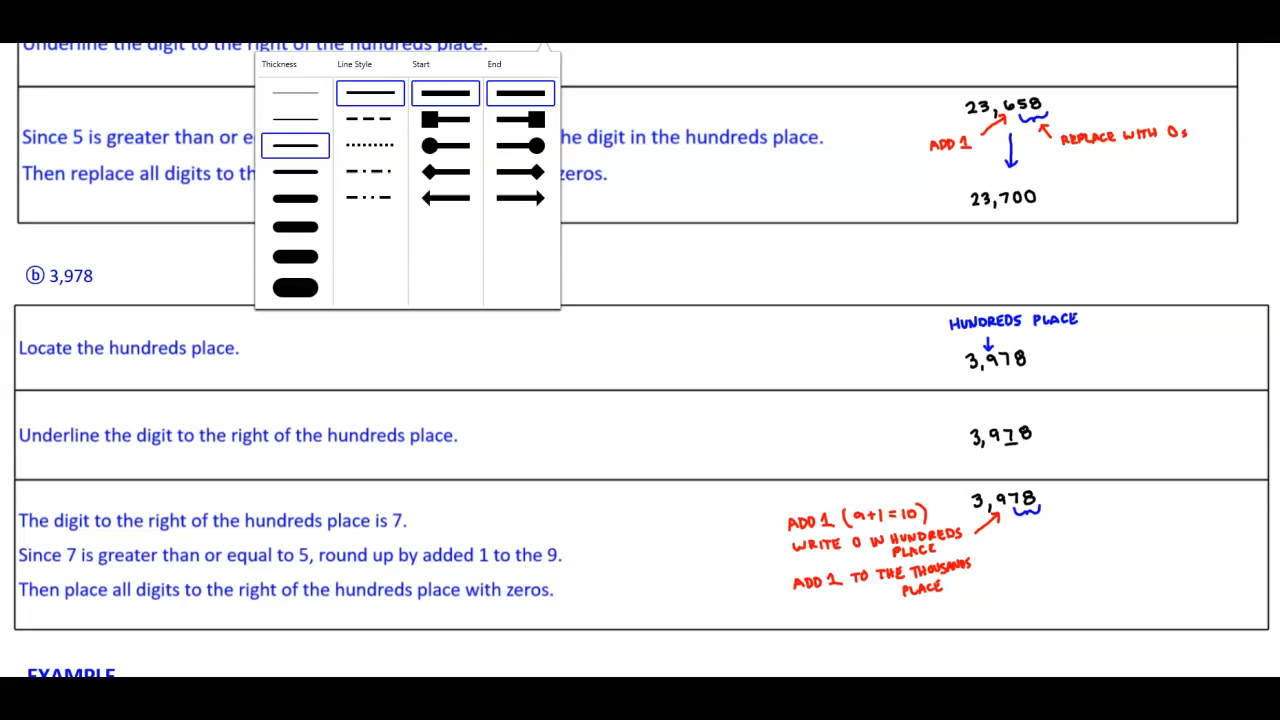 Underline the digit to the right of the hundreds place.
Thickness Line Style Start End
23,658
Since 5 is greater than or e
he digit in the hundreds place.
ADD 1
REPLACE WITH 0s
Then replace all digits to th
zeros.
23,700
ⓑ 3,978
HUNDREDS PLACE
Locate the hundreds place.
3,978
Underline the digit to the right of the hundreds place.
3,978
3,978
The digit to the right of the hundreds place is 7.
ADD 1 (9+1=10)
WRITE 0 IN HUNDREDS
PLACE
Since 7 is greater than or equal to 5, round up by added 1 to the 9.
ADD 1 TO THE THOUSANDS
PLACE
Then place all digits to the right of the hundreds place with zeros.
EXAMPLE